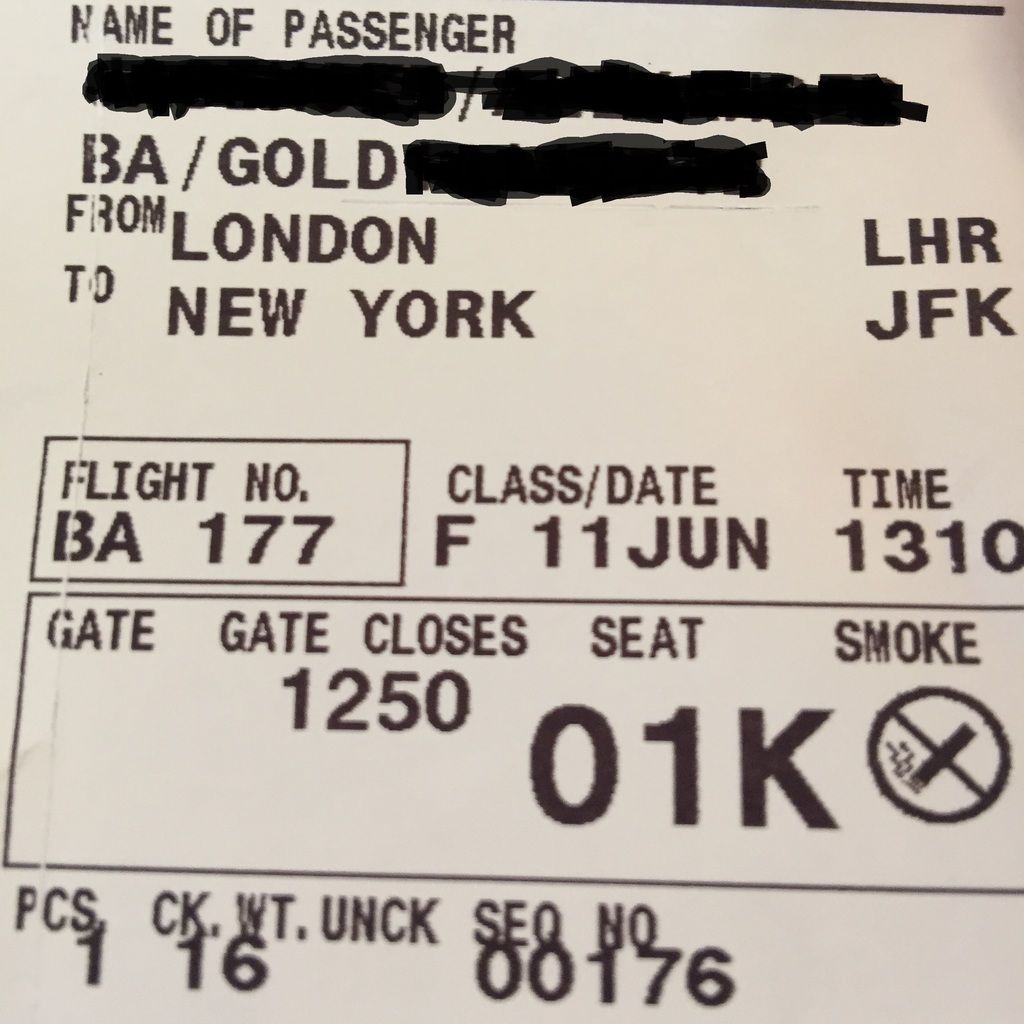 NAME OF PASSENGER
/
BA/GOLD
FROM LONDON LHR
TO NEW YORK JFK
FLIGHT NO. CLASS/DATE TIME
BA 177 F 11JUN 1310
GATE GATE CLOSES SEAT SMOKE
1250 01K
PCS. CK. WT. UNCK SEQ NO
1 16 00176